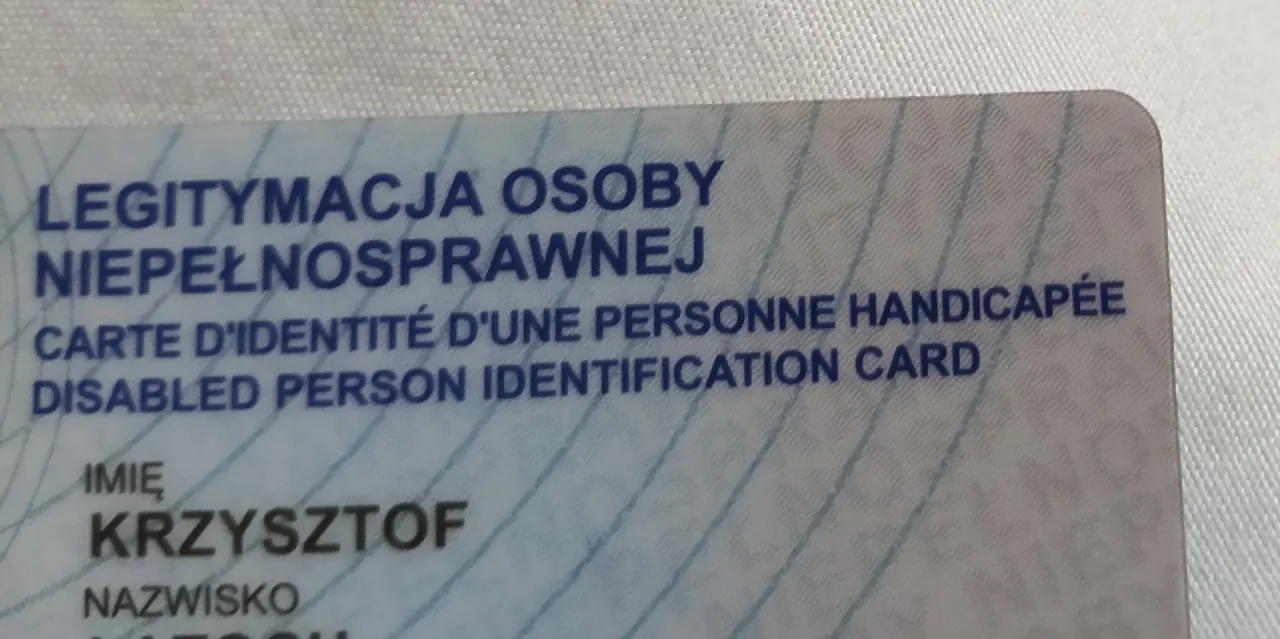 LEGITYMACJA OSOBY
NIEPEŁNOSPRAWNEJ
CARTE D'IDENTITÉ D'UNE PERSONNE HANDICAPÉE
DISABLED PERSON IDENTIFICATION CARD
IMIĘ
KRZYSZTOF
NAZWISKO